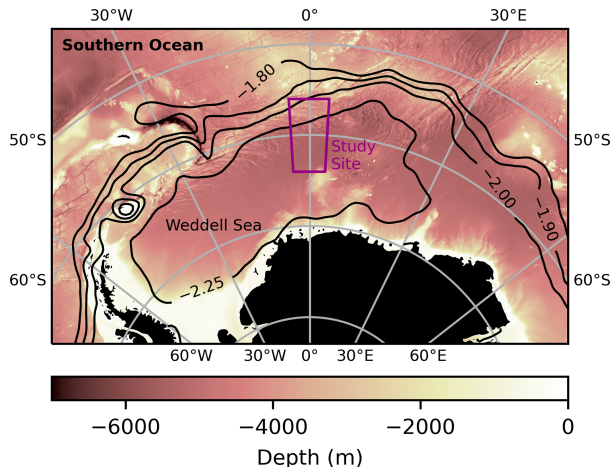 30°W 0° 30°E
Southern Ocean
−1.80
50°S
50°S
Study
Site
−2.00
−1.90
Weddell Sea
−2.25
60°S
60°S
60°W 30°W 0° 30°E 60°E
−6000 −4000 −2000 0
Depth (m)